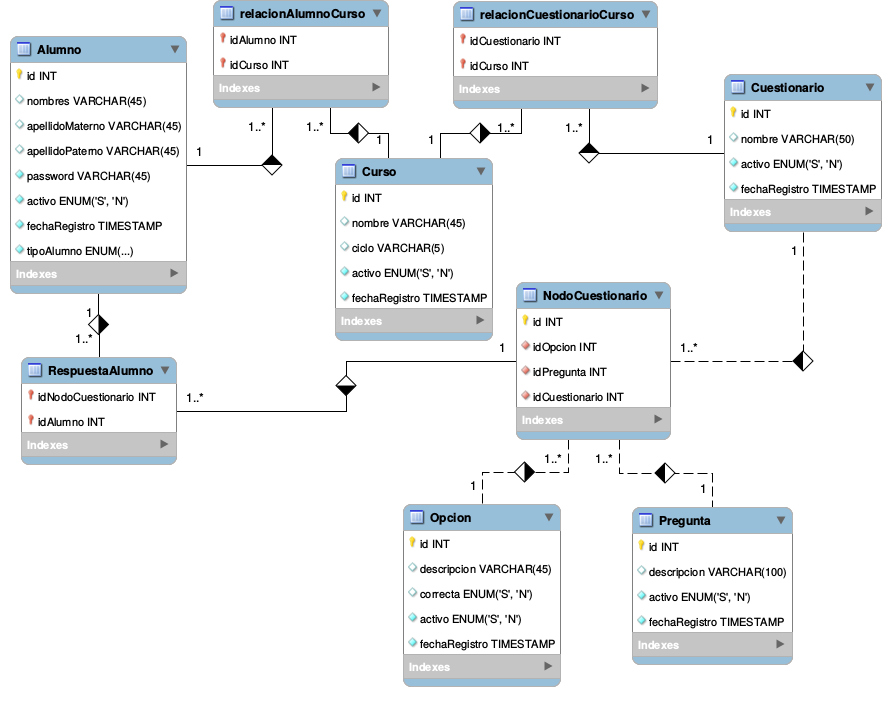 relacionAlumnoCurso
idAlumno INT
idCurso INT
Indexes
relacionCuestionarioCurso
idCuestionario INT
idCurso INT
Indexes
Alumno
id INT
nombres VARCHAR(45)
apellidoMaterno VARCHAR(45)
apellidoPaterno VARCHAR(45)
password VARCHAR(45)
activo ENUM('S', 'N')
fechaRegistro TIMESTAMP
tipoAlumno ENUM(...)
Indexes
Cuestionario
id INT
nombre VARCHAR(50)
activo ENUM('S', 'N')
fechaRegistro TIMESTAMP
Indexes
1..*
1
1..*
1
1..*
1
1..*
1
Curso
id INT
nombre VARCHAR(45)
ciclo VARCHAR(5)
activo ENUM('S', 'N')
fechaRegistro TIMESTAMP
Indexes
1
1..*
1
1..*
NodoCuestionario
id INT
idOpcion INT
idPregunta INT
idCuestionario INT
Indexes
1
1..*
RespuestaAlumno
idNodoCuestionario INT
idAlumno INT
Indexes
1..*
1
1..*
1
Opcion
id INT
descripcion VARCHAR(45)
correcta ENUM('S', 'N')
activo ENUM('S', 'N')
fechaRegistro TIMESTAMP
Indexes
Pregunta
id INT
descripcion VARCHAR(100)
activo ENUM('S', 'N')
fechaRegistro TIMESTAMP
Indexes